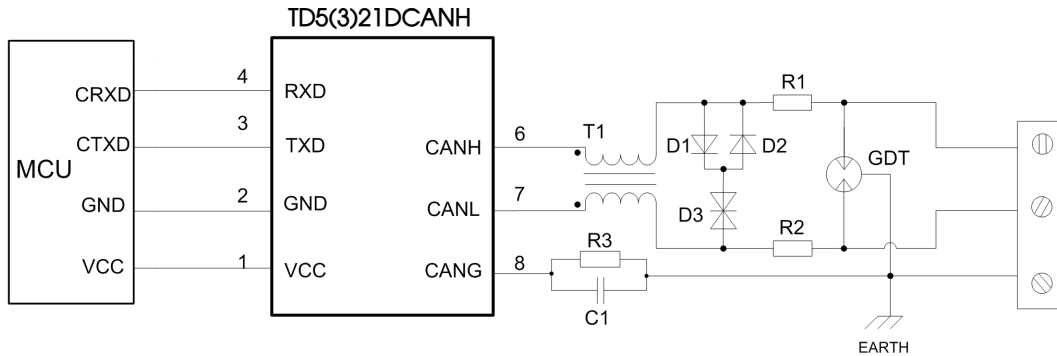 TD5(3)21DCANH
MCU
CRXD
CTXD
GND
VCC
4
3
2
1
RXD
TXD
GND
VCC
CANH
CANL
CANG
6
7
8
T1
D1
D2
D3
R1
R2
GDT
R3
C1
EARTH